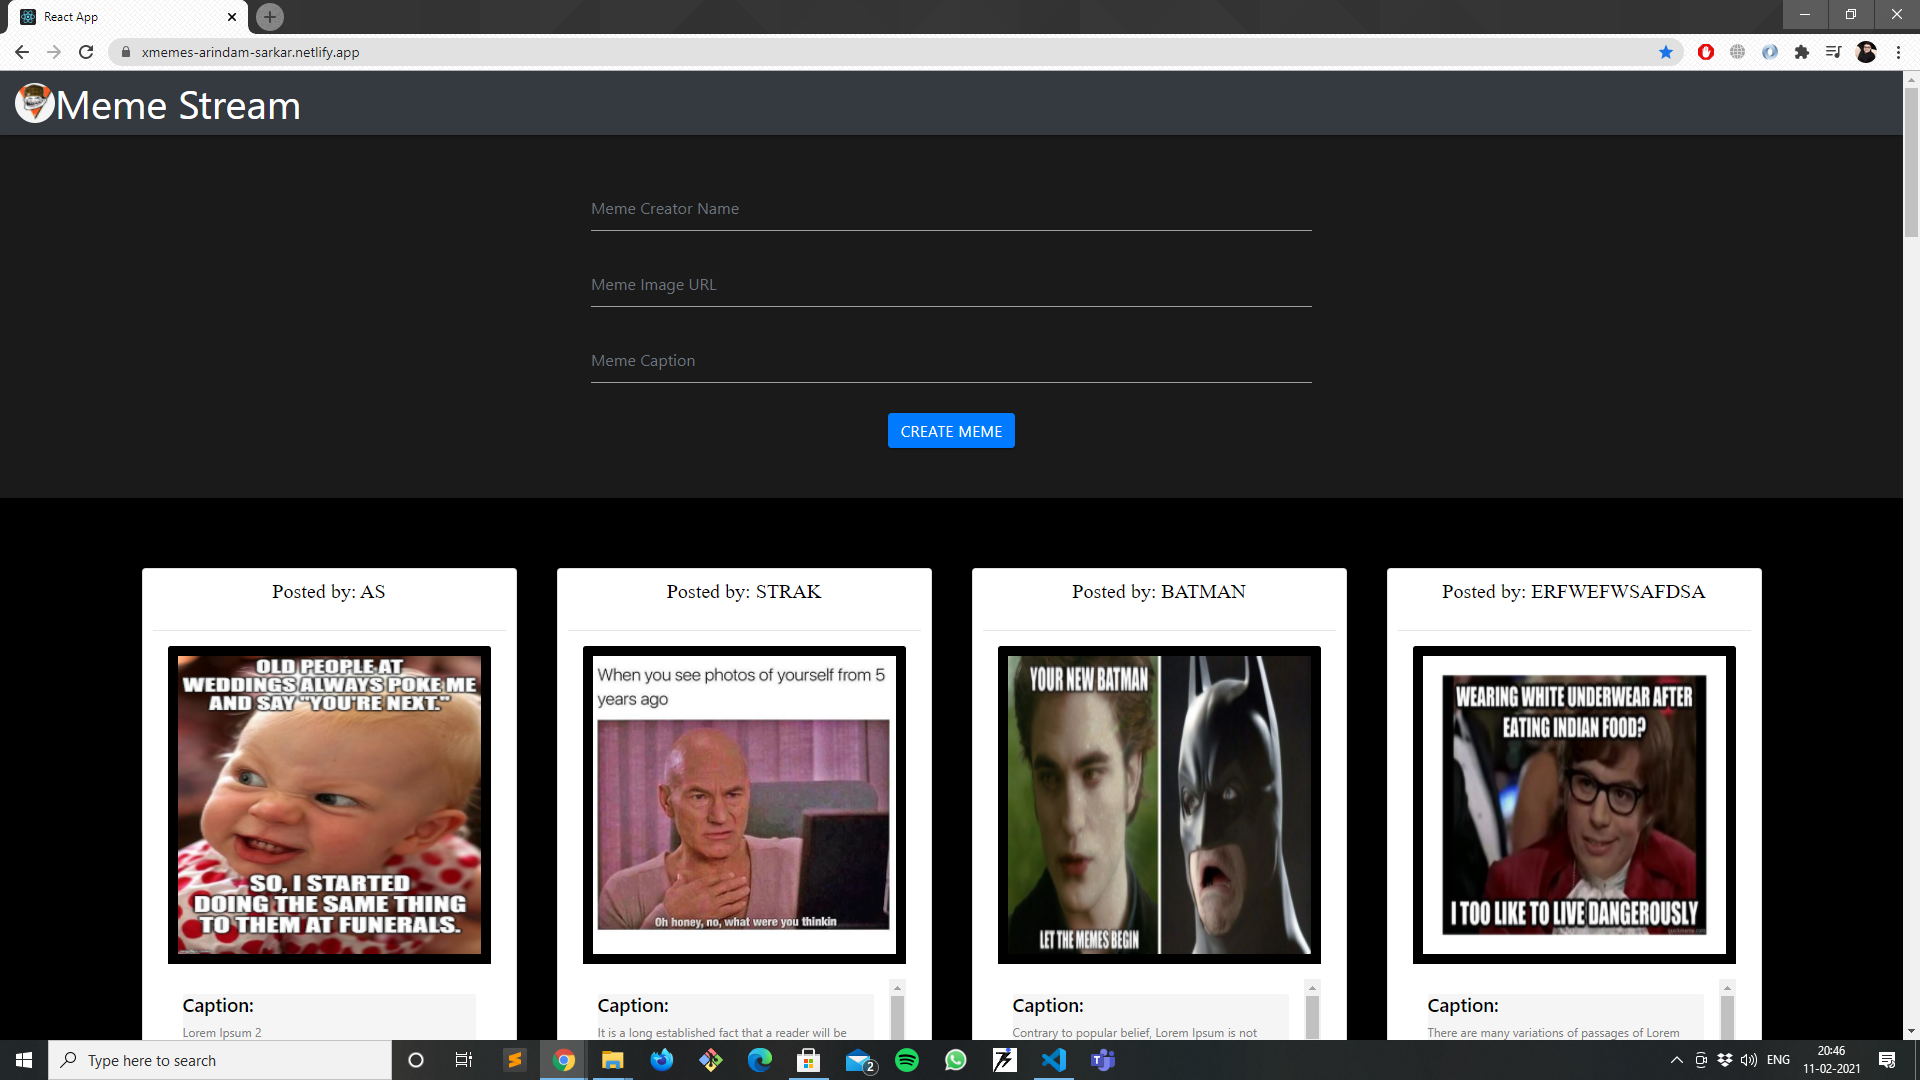 React App
xmemes-arindam-sarkar.netlify.app
Meme Stream
Meme Creator Name
Meme Image URL
Meme Caption
CREATE MEME
Posted by: AS
OLD PEOPLE AT
WEDDINGS ALWAYS POKE ME
AND SAY "YOU'RE NEXT."
SO, I STARTED
DOING THE SAME THING
TO THEM AT FUNERALS.
Caption:
Lorem Ipsum 2
Posted by: STRAK
When you see photos of yourself from 5
years ago
Oh honey, no, what were you thinkin
Caption:
It is a long established fact that a reader will be
Posted by: BATMAN
YOUR NEW BATMAN
LET THE MEMES BEGIN
Caption:
Contrary to popular belief, Lorem Ipsum is not
Posted by: ERFWEFWSAFDSA
WEARING WHITE UNDERWEAR AFTER
EATING INDIAN FOOD?
I TOO LIKE TO LIVE DANGEROUSLY
Caption:
There are many variations of passages of Lorem
Type here to search
2
ENG
20:46
11-02-2021